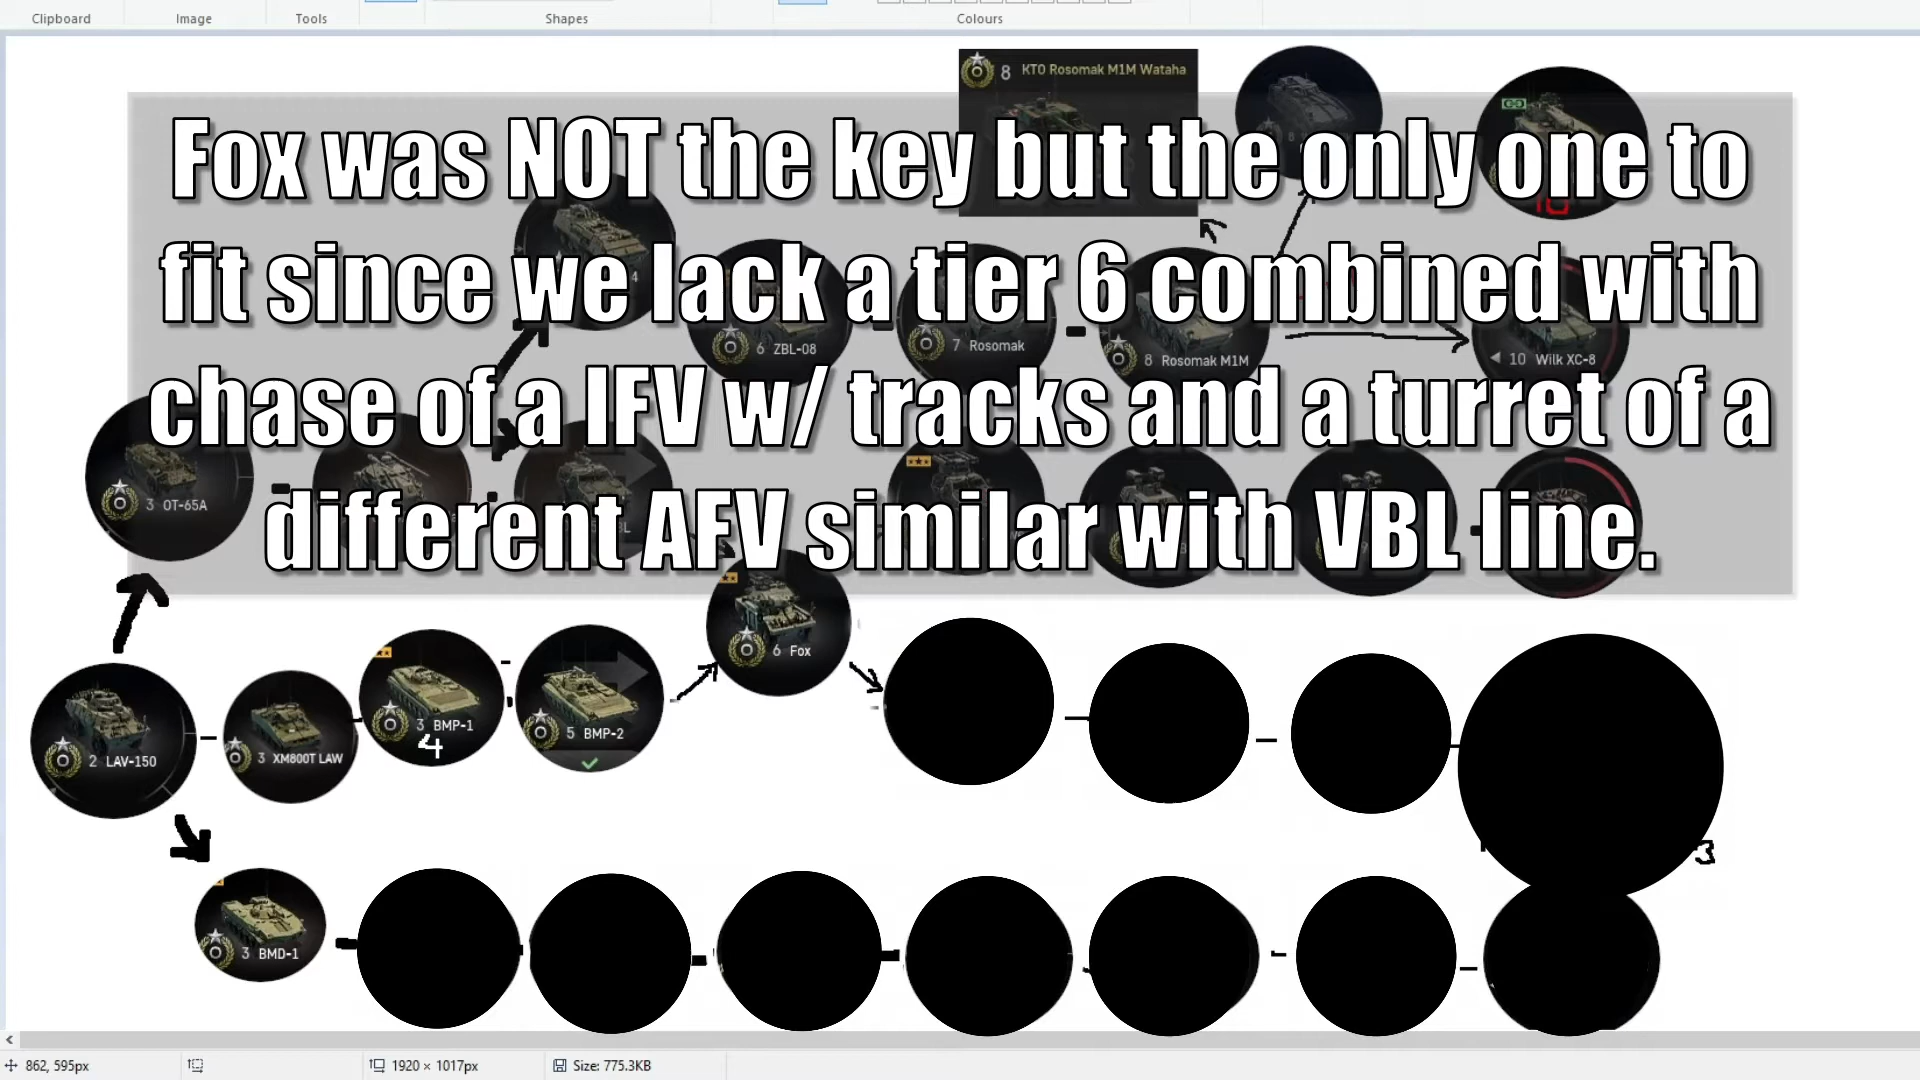 Clipboard
Image
Tools
Shapes
Colours
8 KTO Rosomak M1M Wataha
Fox was NOT the key but the only one to
10
fit since we lack a tier 6 combined with
4
6 ZBL-08
7 Rosomak
8 Rosomak M1M
10 Wilk XC-8
chase of a IFV w/ tracks and a turret of a
3 OT-65A
different AFV similar with VBL line.
6 Fox
2 LAV-150
3 XM800T LAW
3 BMP-1
4
5 BMP-2
3
3 BMD-1
862, 595px
1920 × 1017px
Size: 775.3KB